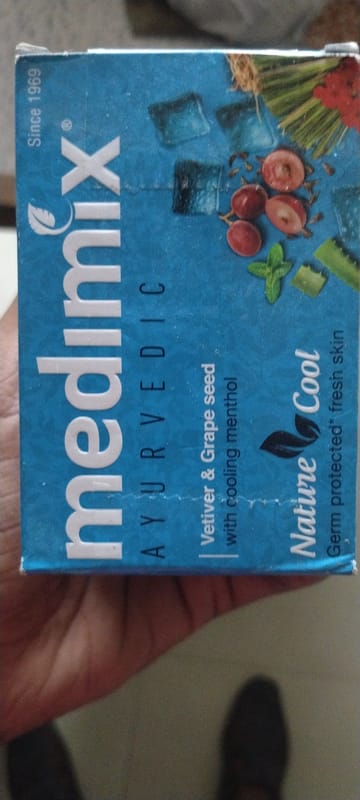 Since 1969
medimix®
AYURVEDIC
Vetiver & Grape seed
with cooling menthol
Nature Cool
Germ protected* fresh skin